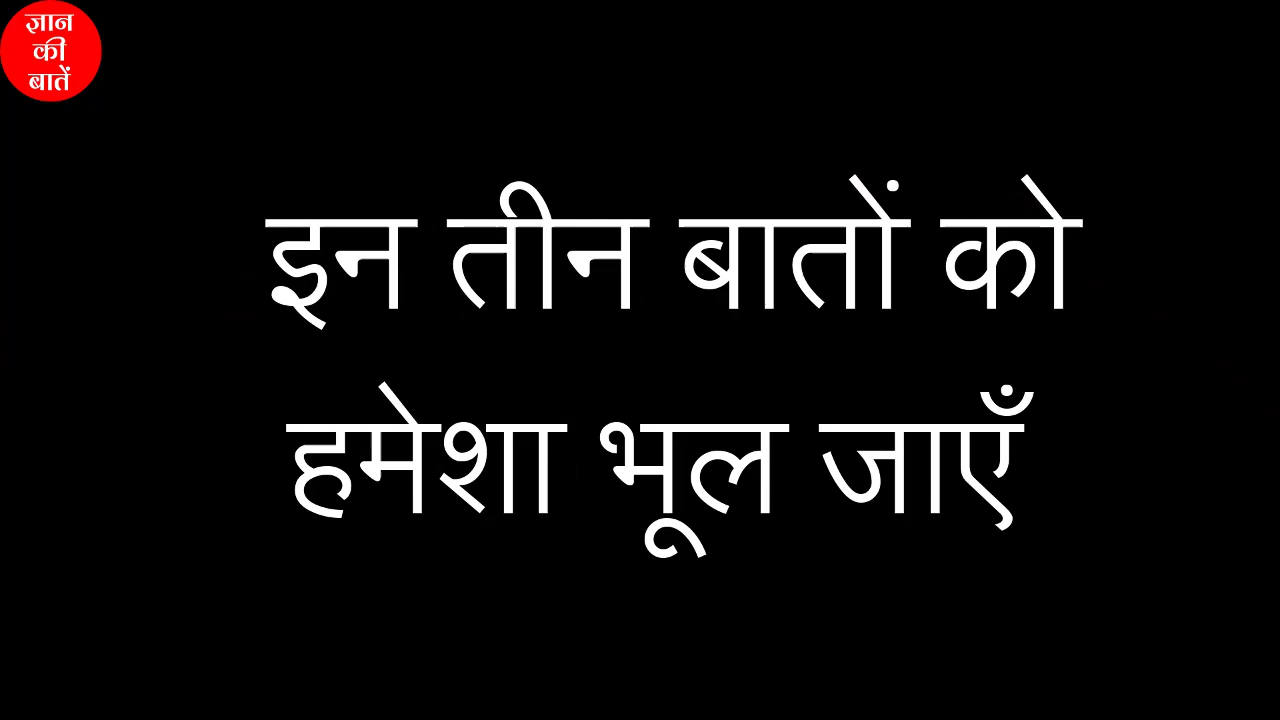 ज्ञान
की
बातें
इन तीन बातों को
हमेशा भूल जाएँ